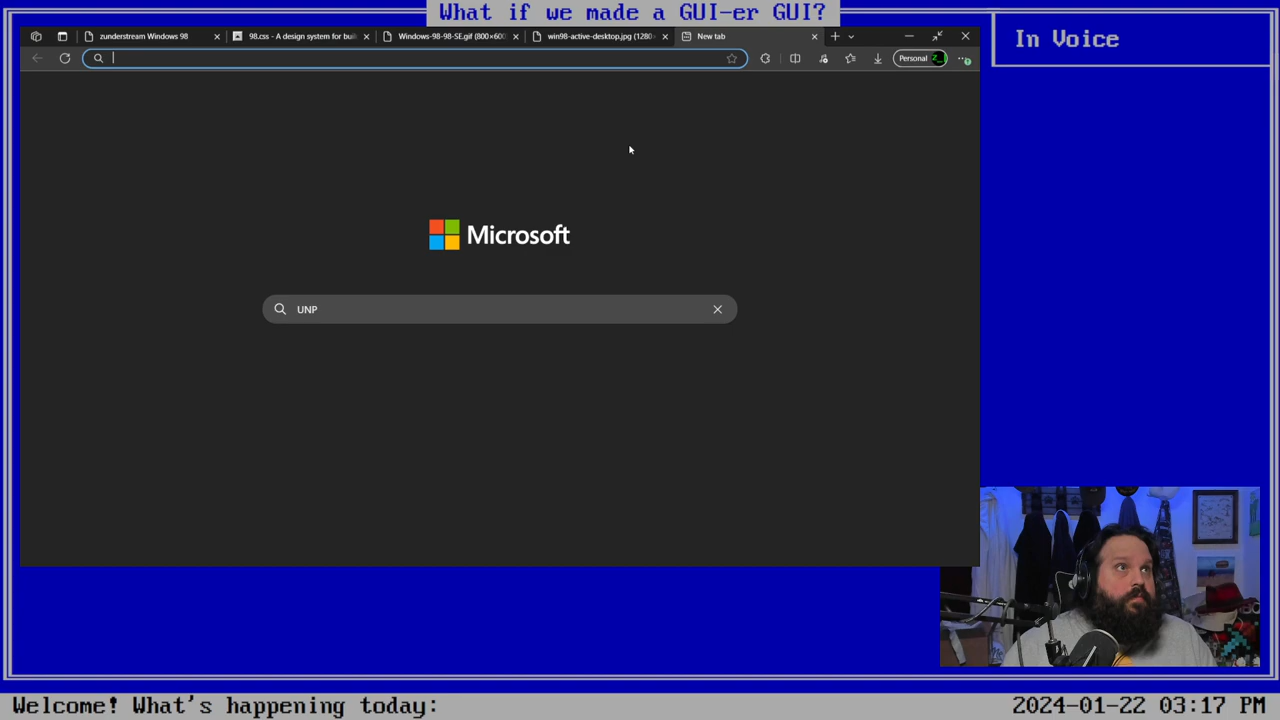 What if we made a GUI-er GUI?
zunderstream Windows 98
98.css - A design system for buil
Windows-98-98-SE.gif (800×600
win98-active-desktop.jpg (1280×
New tab
In Voice
Personal
Microsoft
UNP
Welcome! What's happening today:
2024-01-22 03:17 PM